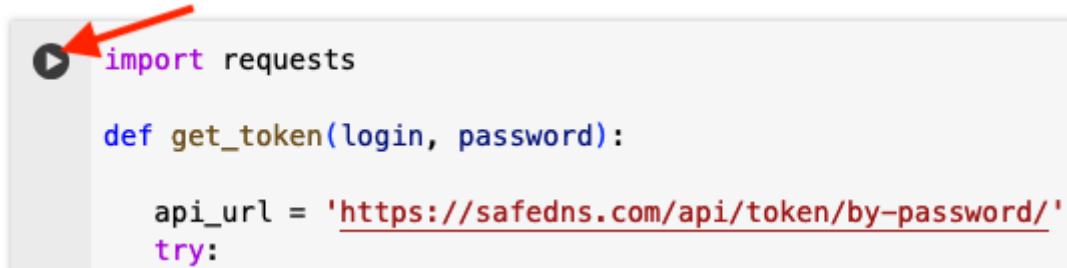 import requests
def get_token(login, password):
api_url = 'https://safedns.com/api/token/by-password/'
try: